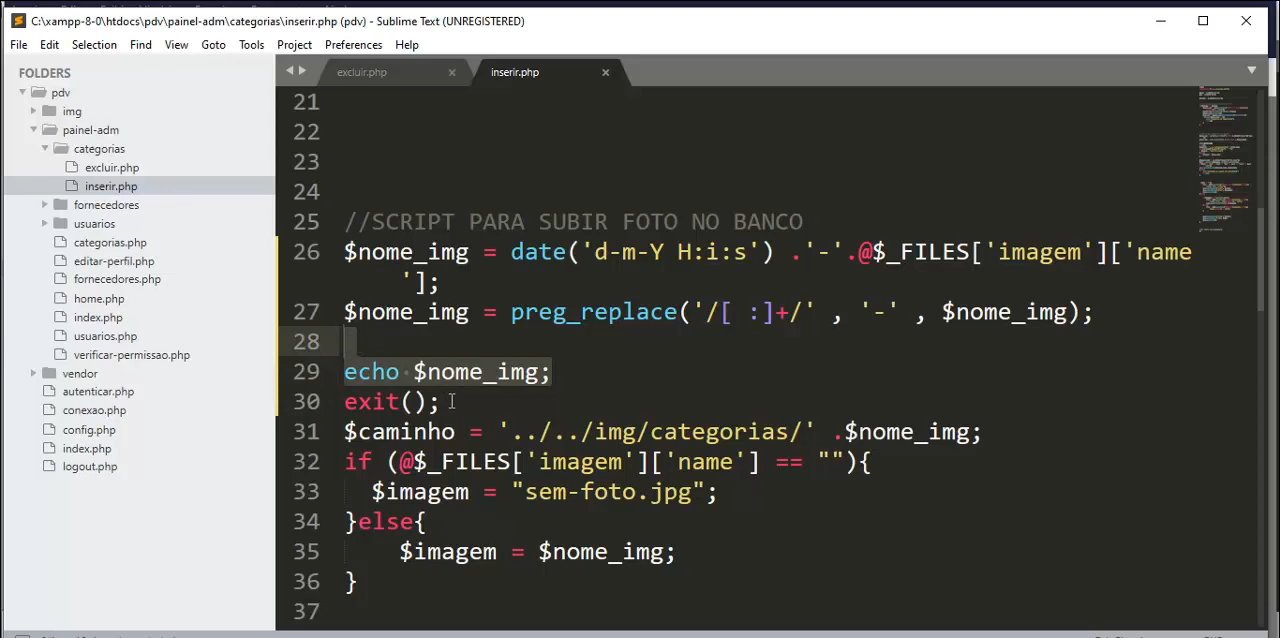 C:\xampp-8-0\htdocs\pdv\painel-adm\categorias\inserir.php (pdv) - Sublime Text (UNREGISTERED)
File Edit Selection Find View Goto Tools Project Preferences Help
FOLDERS
pdv
img
painel-adm
categorias
excluir.php
inserir.php
fornecedores
usuarios
categorias.php
editar-perfil.php
fornecedores.php
home.php
index.php
usuarios.php
verificar-permissao.php
vendor
autenticar.php
conexao.php
config.php
index.php
logout.php
excluir.php inserir.php
21
22
23
24
25 //SCRIPT PARA SUBIR FOTO NO BANCO
26 $nome_img = date('d-m-Y H:i:s') .'-'.@$_FILES['imagem']['name
'];
27 $nome_img = preg_replace('/[ :]+/' , '-' , $nome_img);
28
29 echo $nome_img;
30 exit();
31 $caminho = '../../img/categorias/' .$nome_img;
32 if (@$_FILES['imagem']['name'] == ""){
33 $imagem = "sem-foto.jpg";
34 }else{
35 $imagem = $nome_img;
36 }
37